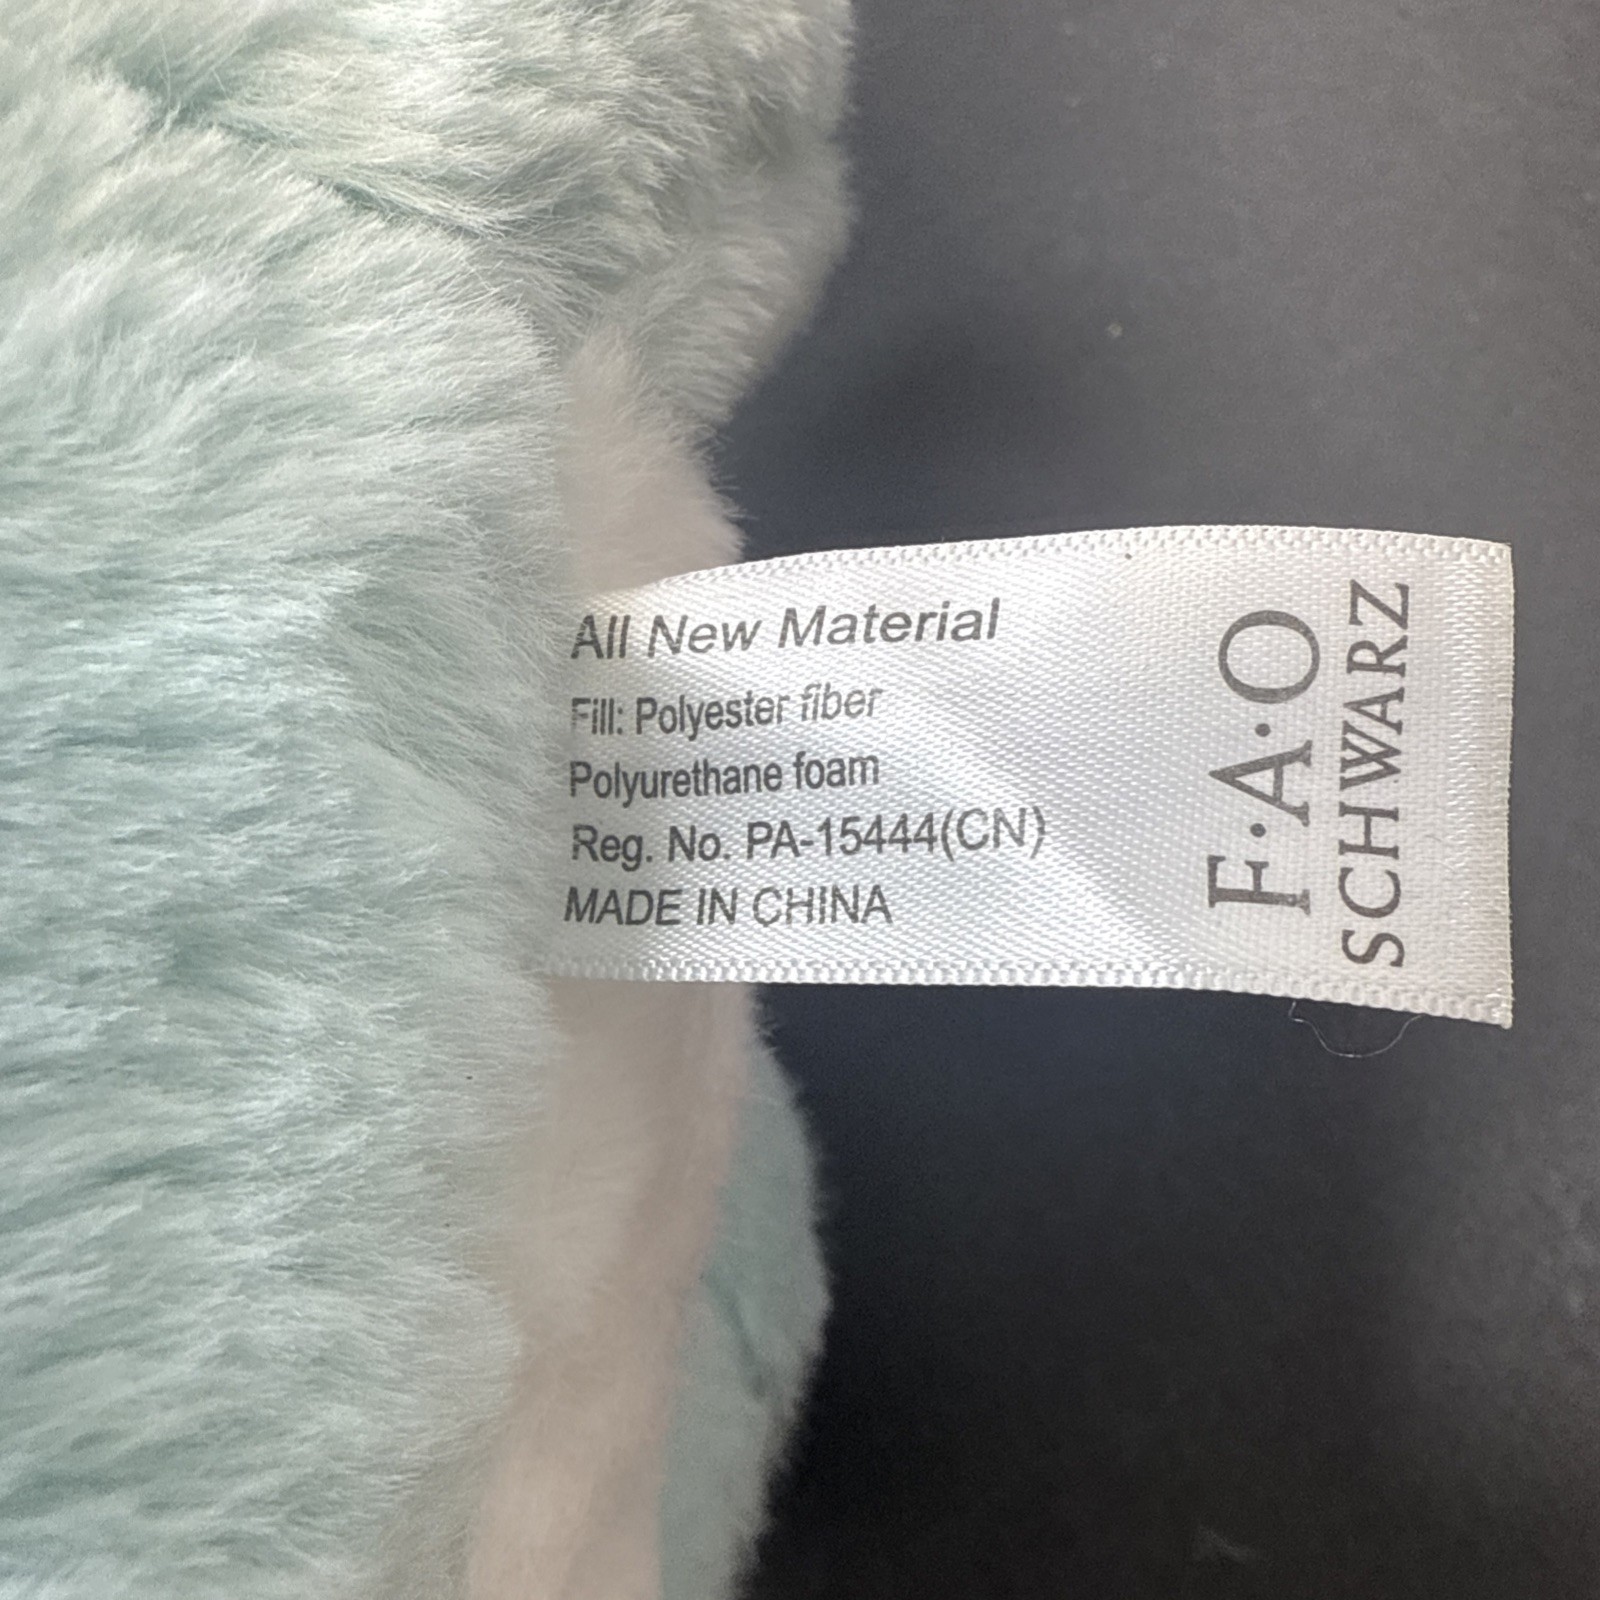 All New Material
Fill: Polyester fiber
Polyurethane foam
Reg. No. PA-15444(CN)
MADE IN CHINA
F·A·O
SCHWARZ